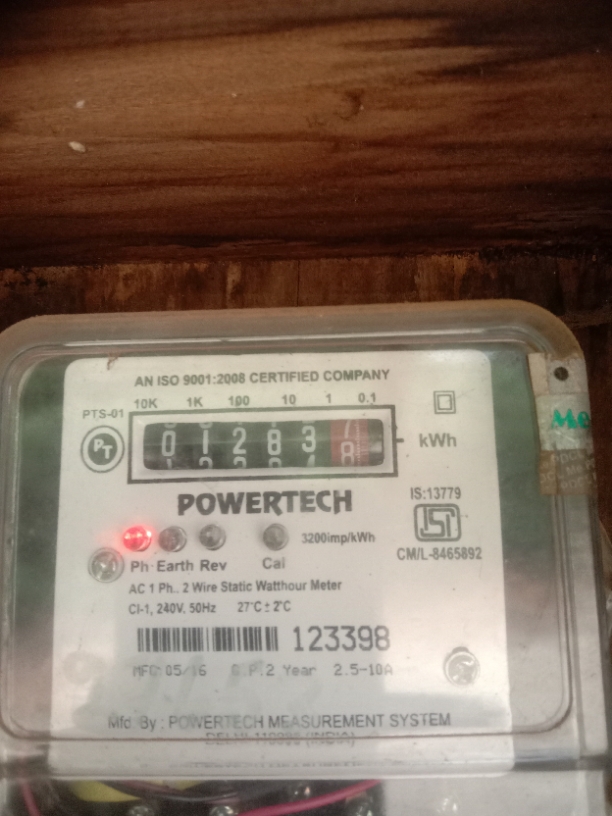 AN ISO 9001:2008 CERTIFIED COMPANY
10K 1K 100 10 1 0.1
PTS-01
PT
0 1 2 8 3 7
8
kWh
POWERTECH
IS:13779
ISI
CM/L-8465892
3200imp/kWh
Ph Earth Rev Cal
AC 1 Ph.. 2 Wire Static Watthour Meter
Cl-1, 240V, 50Hz 27°C ± 2°C
123398
MFG 05/16 G.P.2 Year 2.5-10A
Mfd. By : POWERTECH MEASUREMENT SYSTEM